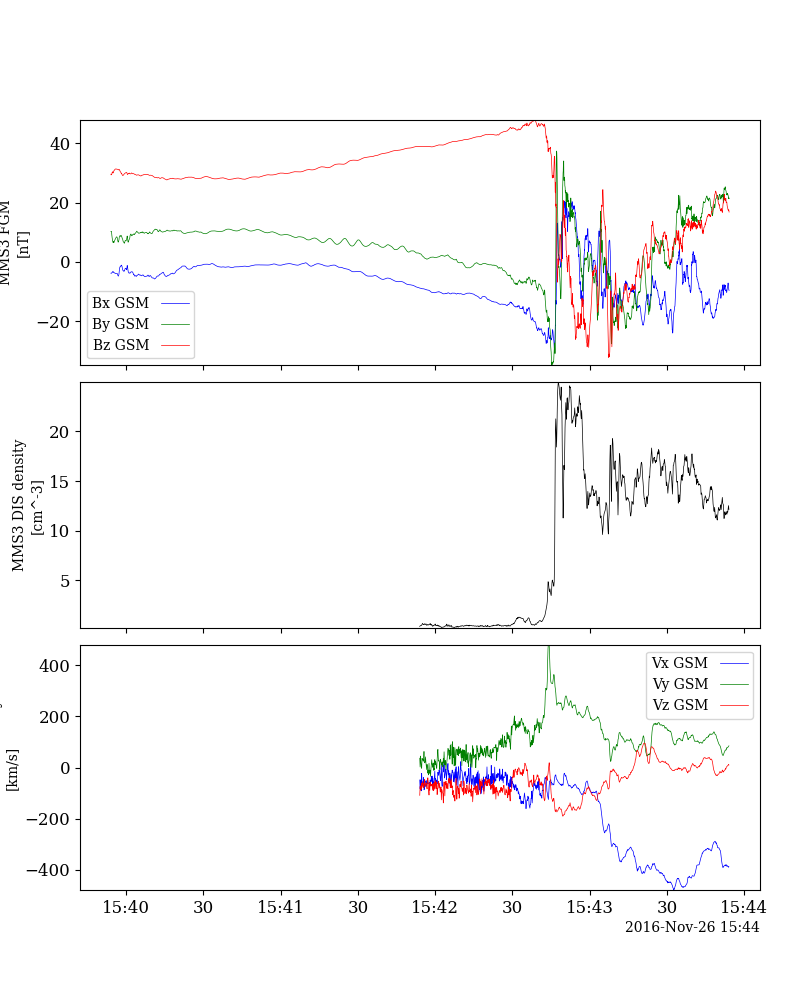 40
20
0
−20
MMS3 FGM
[nT]
Bx GSM
By GSM
Bz GSM
20
15
10
5
MMS3 DIS density
[cm^-3]
400
200
0
−200
−400
[km/s]
Vx GSM
Vy GSM
Vz GSM
15:40 30 15:41 30 15:42 30 15:43 30 15:44
2016-Nov-26 15:44